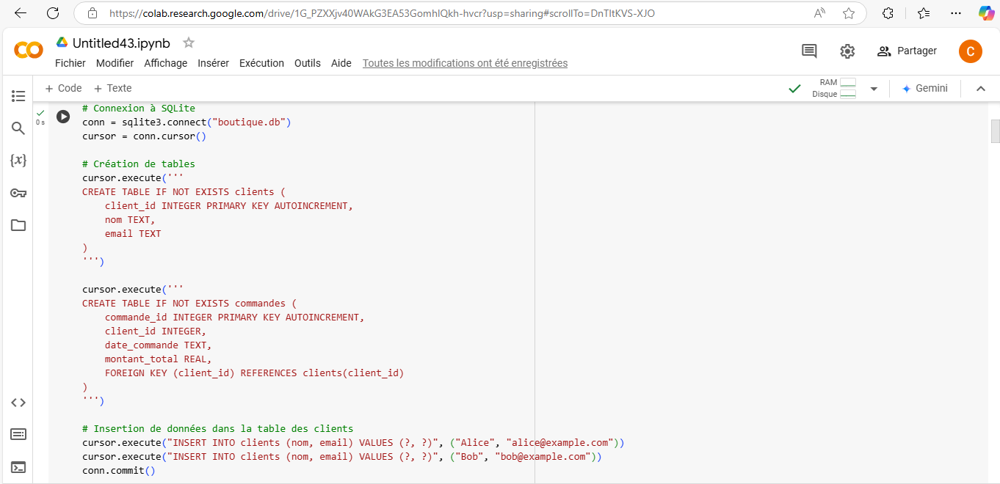 https://colab.research.google.com/drive/1G_PZXXjv40WAkG3EA53GomhlQkh-hvcr?usp=sharing#scrollTo=DnTItKVS-XJO
Untitled43.ipynb
Fichier Modifier Affichage Insérer Exécution Outils Aide Toutes les modifications ont été enregistrées
Partager
C
+ Code + Texte
RAM
Disque
Gemini
0 s
# Connexion à SQLite
conn = sqlite3.connect("boutique.db")
cursor = conn.cursor()
# Création de tables
cursor.execute('''
CREATE TABLE IF NOT EXISTS clients (
client_id INTEGER PRIMARY KEY AUTOINCREMENT,
nom TEXT,
email TEXT
)
''')
cursor.execute('''
CREATE TABLE IF NOT EXISTS commandes (
commande_id INTEGER PRIMARY KEY AUTOINCREMENT,
client_id INTEGER,
date_commande TEXT,
montant_total REAL,
FOREIGN KEY (client_id) REFERENCES clients(client_id)
)
''')
# Insertion de données dans la table des clients
cursor.execute("INSERT INTO clients (nom, email) VALUES (?, ?)", ("Alice", "alice@example.com"))
cursor.execute("INSERT INTO clients (nom, email) VALUES (?, ?)", ("Bob", "bob@example.com"))
conn.commit()